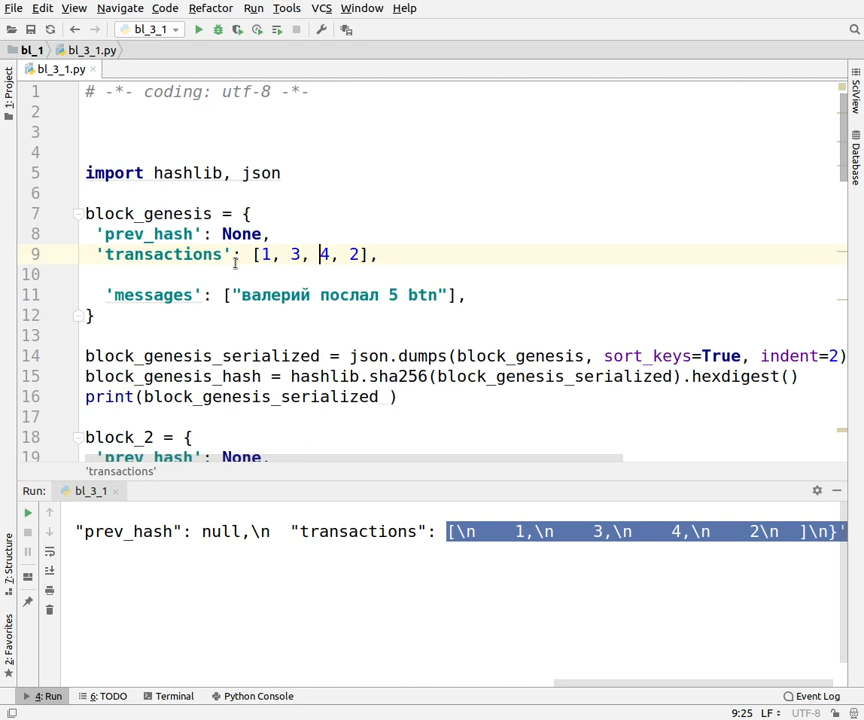 File Edit View Navigate Code Refactor Run Tools VCS Window Help
bl_3_1
bl_1 bl_3_1.py
bl_3_1.py
1: Project
7: Structure
2: Favorites
SciView
Database
1 # -*- coding: utf-8 -*-
2
3
4
5 import hashlib, json
6
7 block_genesis = {
8 'prev_hash': None,
9 'transactions': [1, 3, 4, 2],
10
11 'messages': ["валерий послал 5 btn"],
12 }
13
14 block_genesis_serialized = json.dumps(block_genesis, sort_keys=True, indent=2)
15 block_genesis_hash = hashlib.sha256(block_genesis_serialized).hexdigest()
16 print(block_genesis_serialized )
17
18 block_2 = {
19 'prev_hash': None,
'transactions'
Run: bl_3_1
"prev_hash": null,\n "transactions": [\n 1,\n 3,\n 4,\n 2\n ]\n}'
4: Run 6: TODO Terminal Python Console Event Log
9:25 LF UTF-8